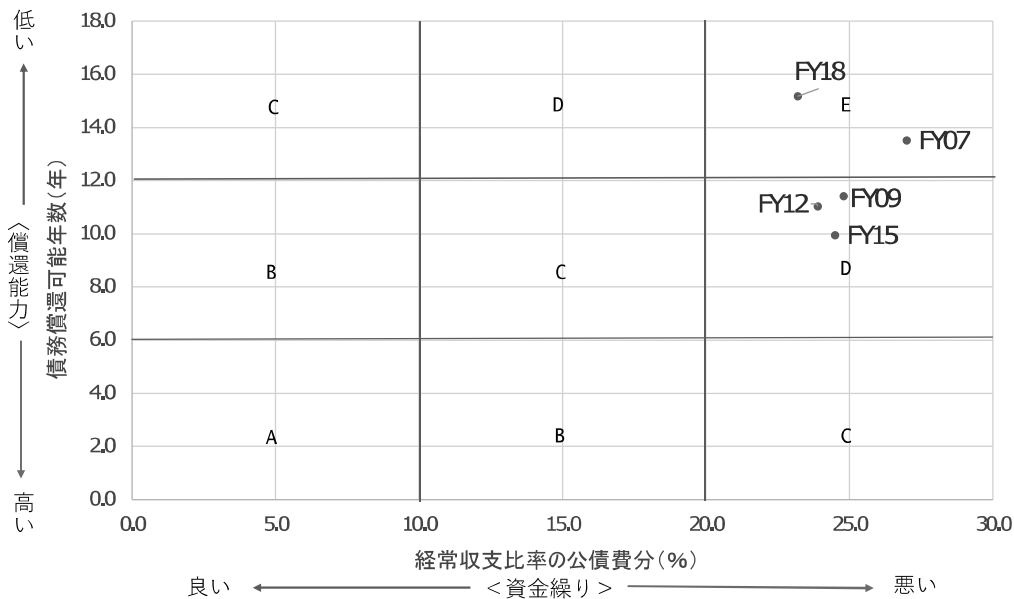 低い
〈償還能力〉
高い
債務償還可能年数(年)
18.0
16.0
14.0
12.0
10.0
8.0
6.0
4.0
2.0
0.0
FY18
C
D
E
FY07
FY12
FY09
FY15
B
C
D
A
B
C
0.0
5.0
10.0
15.0
20.0
25.0
30.0
経常収支比率の公債費分(%)
良い
＜資金繰り＞
悪い